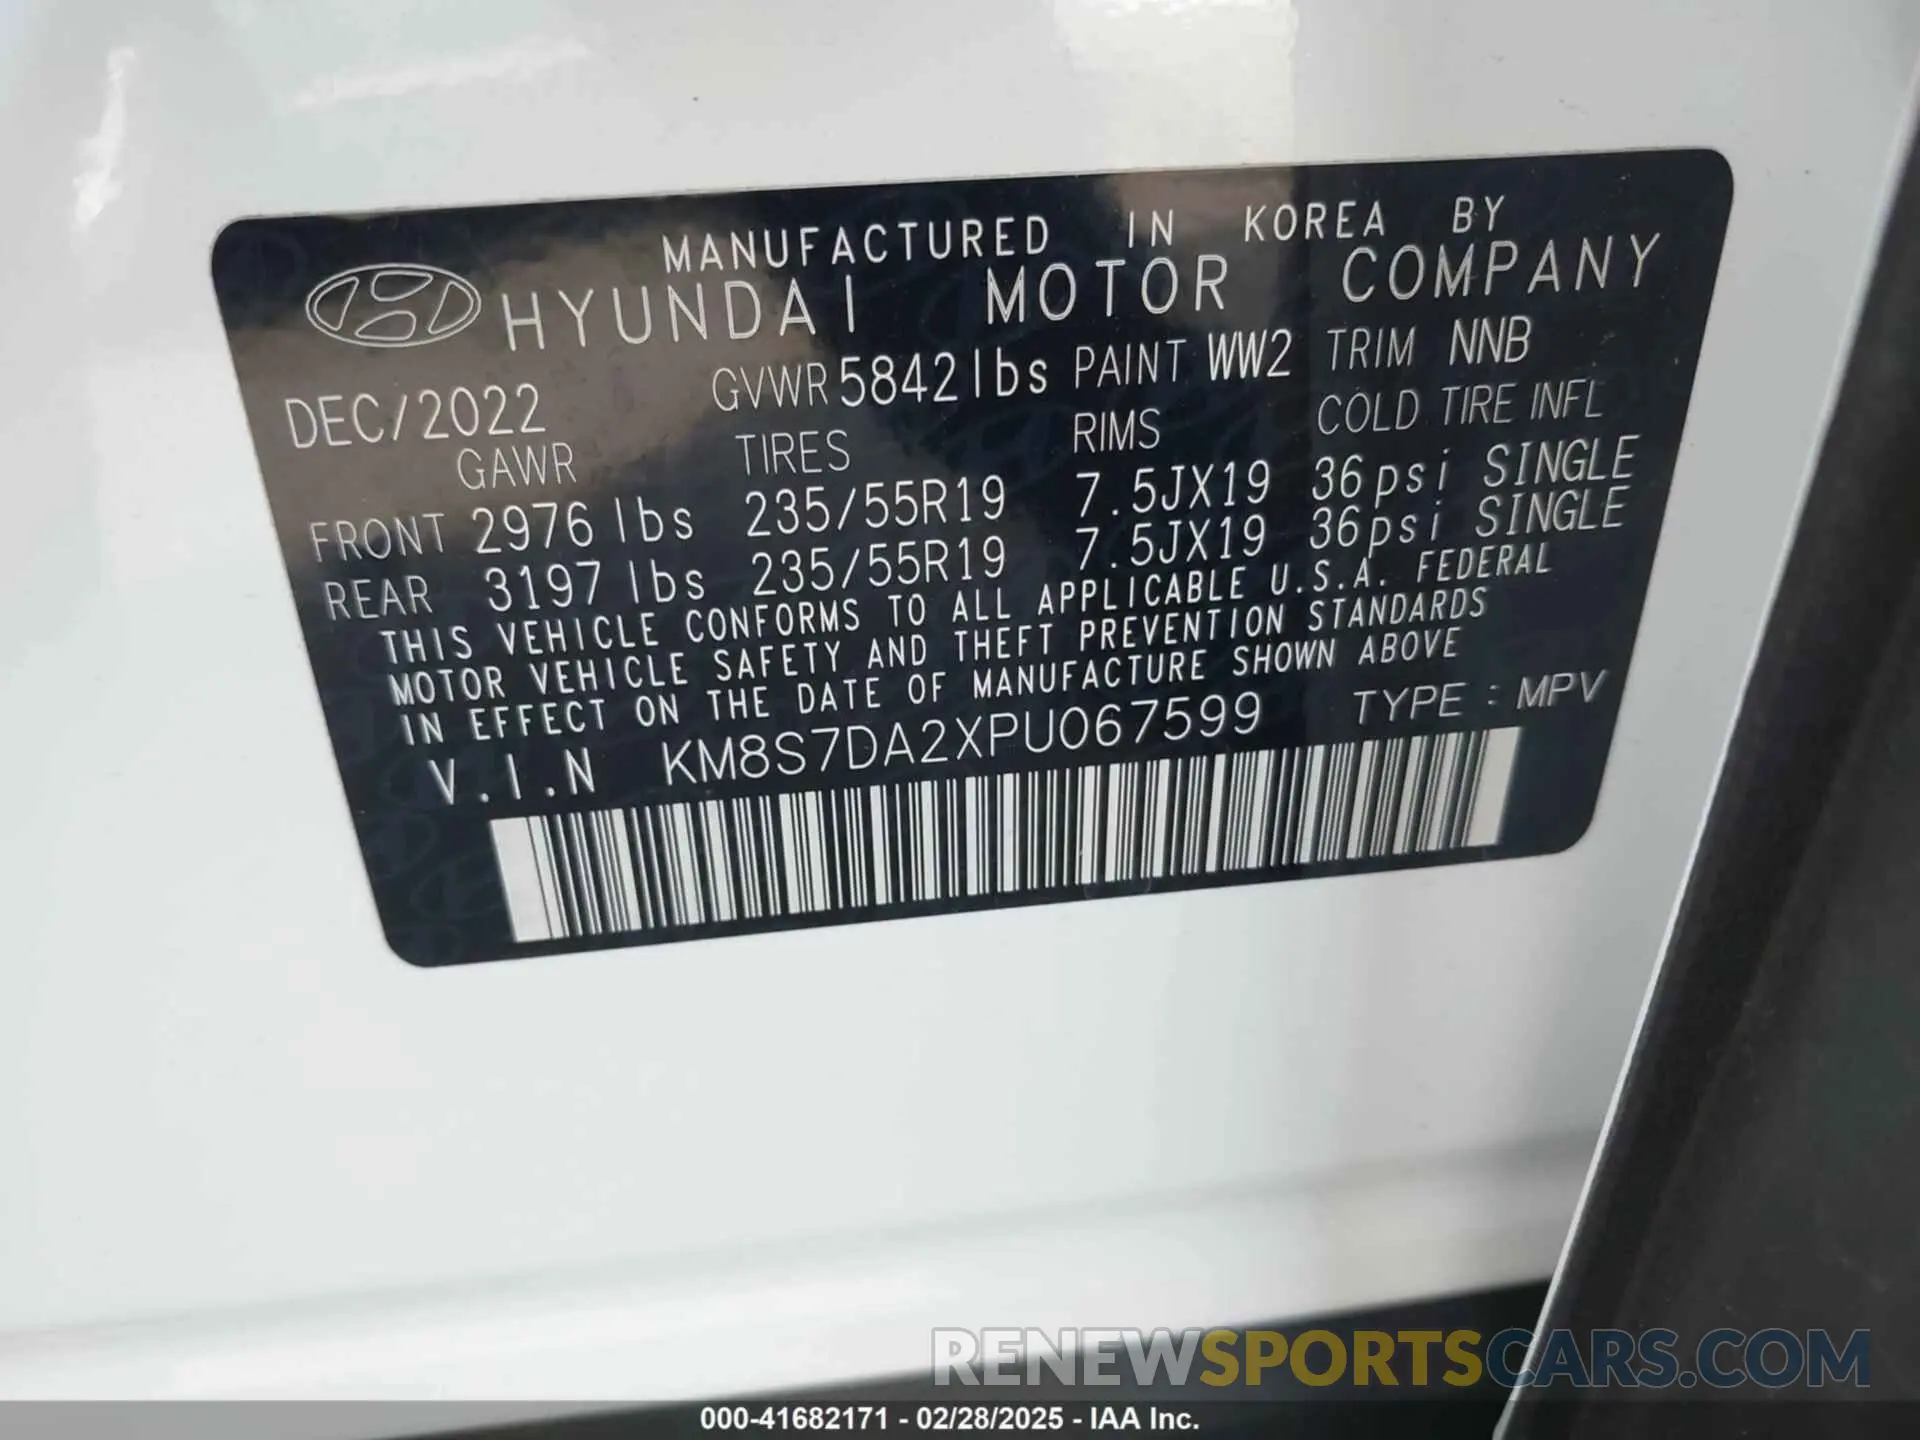 MANUFACTURED IN KOREA BY
HYUNDAI MOTOR COMPANY
DEC/2022 GVWR 5842 lbs PAINT WW2 TRIM NNB
GAWR TIRES RIMS COLD TIRE INFL
FRONT 2976 lbs 235/55R19 7.5JX19 36psi SINGLE
REAR 3197 lbs 235/55R19 7.5JX19 36psi SINGLE
THIS VEHICLE CONFORMS TO ALL APPLICABLE U.S.A. FEDERAL
MOTOR VEHICLE SAFETY AND THEFT PREVENTION STANDARDS
IN EFFECT ON THE DATE OF MANUFACTURE SHOWN ABOVE
V.I.N KM8S7DA2XPU067599 TYPE : MPV
RENEWSPORTSCARS.COM
000-41682171 - 02/28/2025 - IAA Inc.